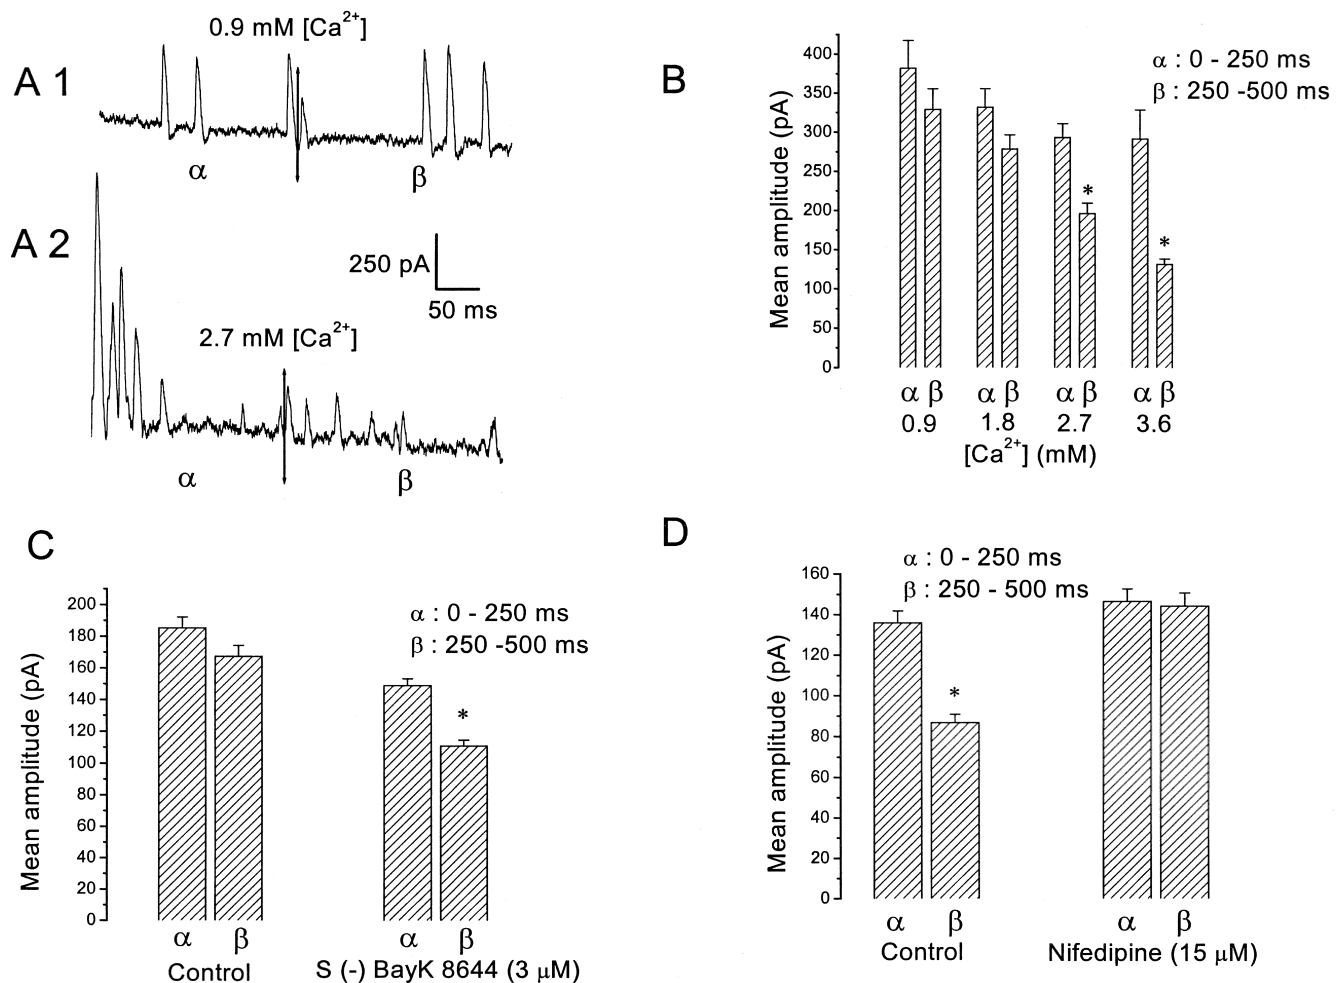 A 1
0.9 mM [Ca²⁺]
α
β
A 2
250 pA
50 ms
2.7 mM [Ca²⁺]
α
β
B
α : 0 - 250 ms
β : 250 -500 ms
Mean amplitude (pA)
400
350
300
250
200
150
100
50
0
*
*
α β α β α β α β
0.9 1.8 2.7 3.6
[Ca²⁺] (mM)
C
α : 0 - 250 ms
β : 250 -500 ms
Mean amplitude (pA)
200
180
160
140
120
100
80
60
40
20
0
*
α β α β
Control S (-) BayK 8644 (3 μM)
D
α : 0 - 250 ms
β : 250 - 500 ms
Mean amplitude (pA)
160
140
120
100
80
60
40
20
0
*
α β α β
Control Nifedipine (15 μM)